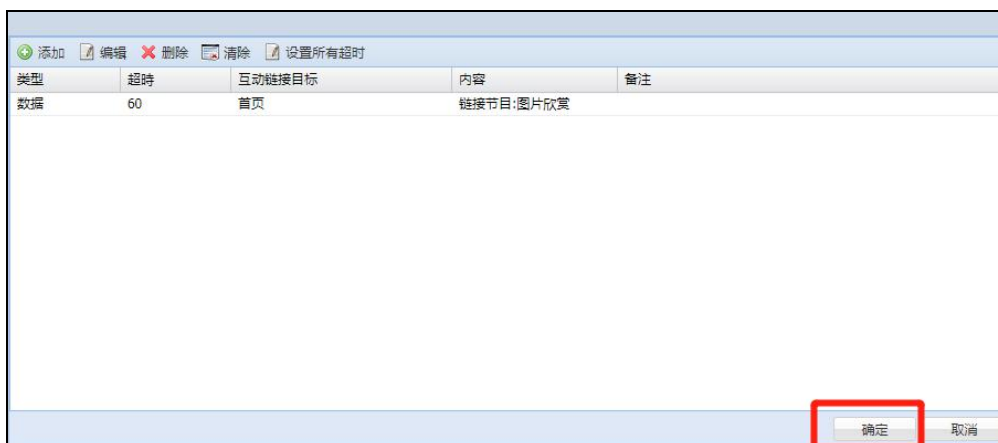 添加 编辑 删除 清除 设置所有超时
类型 超時 互动链接目标 内容 备注
数据 60 首页 链接节目:图片欣赏
确定 取消